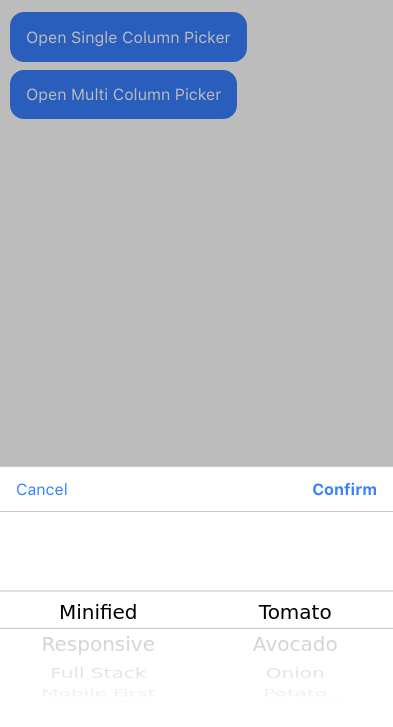 Open Single Column Picker
Open Multi Column Picker
Cancel Confirm
Minified Tomato
Responsive Avocado
Full Stack Onion
Mobile First Potato